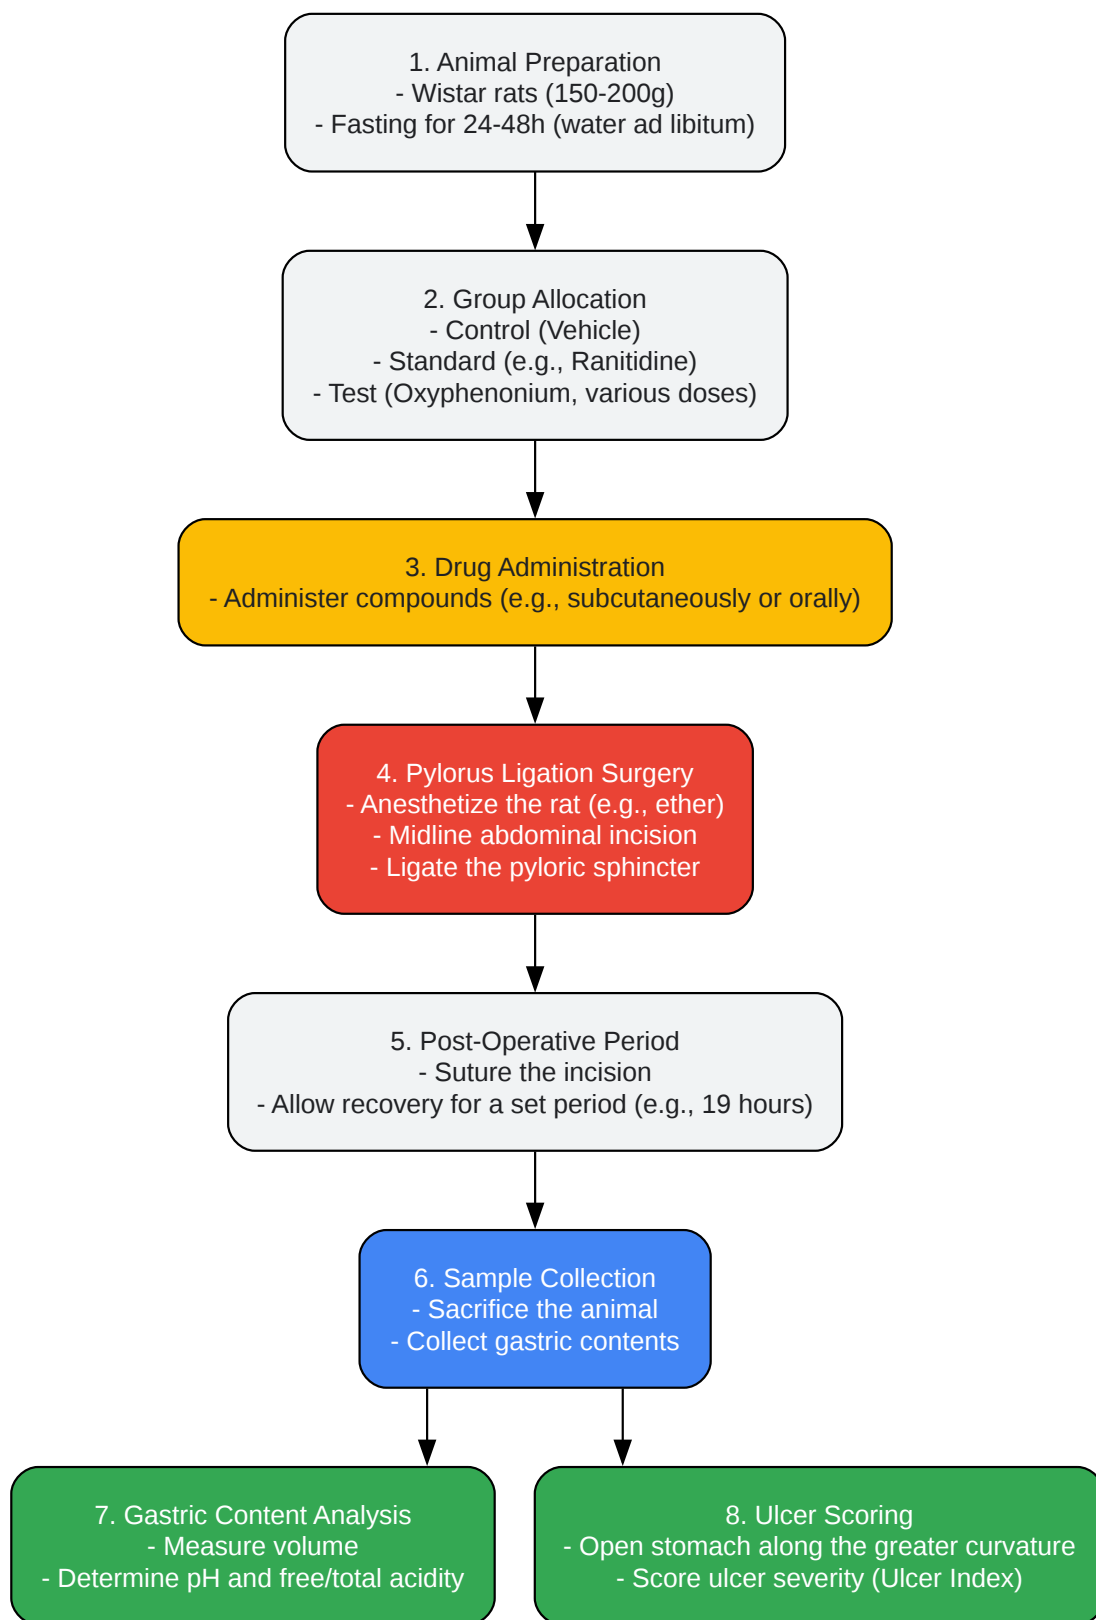 1. Animal Preparation
- Wistar rats (150-200g)
- Fasting for 24-48h (water ad libitum)
2. Group Allocation
- Control (Vehicle)
- Standard (e.g., Ranitidine)
- Test (Oxyphenonium, various doses)
3. Drug Administration
- Administer compounds (e.g., subcutaneously or orally)
4. Pylorus Ligation Surgery
- Anesthetize the rat (e.g., ether)
- Midline abdominal incision
- Ligate the pyloric sphincter
5. Post-Operative Period
- Suture the incision
- Allow recovery for a set period (e.g., 19 hours)
6. Sample Collection
- Sacrifice the animal
- Collect gastric contents
7. Gastric Content Analysis
- Measure volume
- Determine pH and free/total acidity
8. Ulcer Scoring
- Open stomach along the greater curvature
- Score ulcer severity (Ulcer Index)